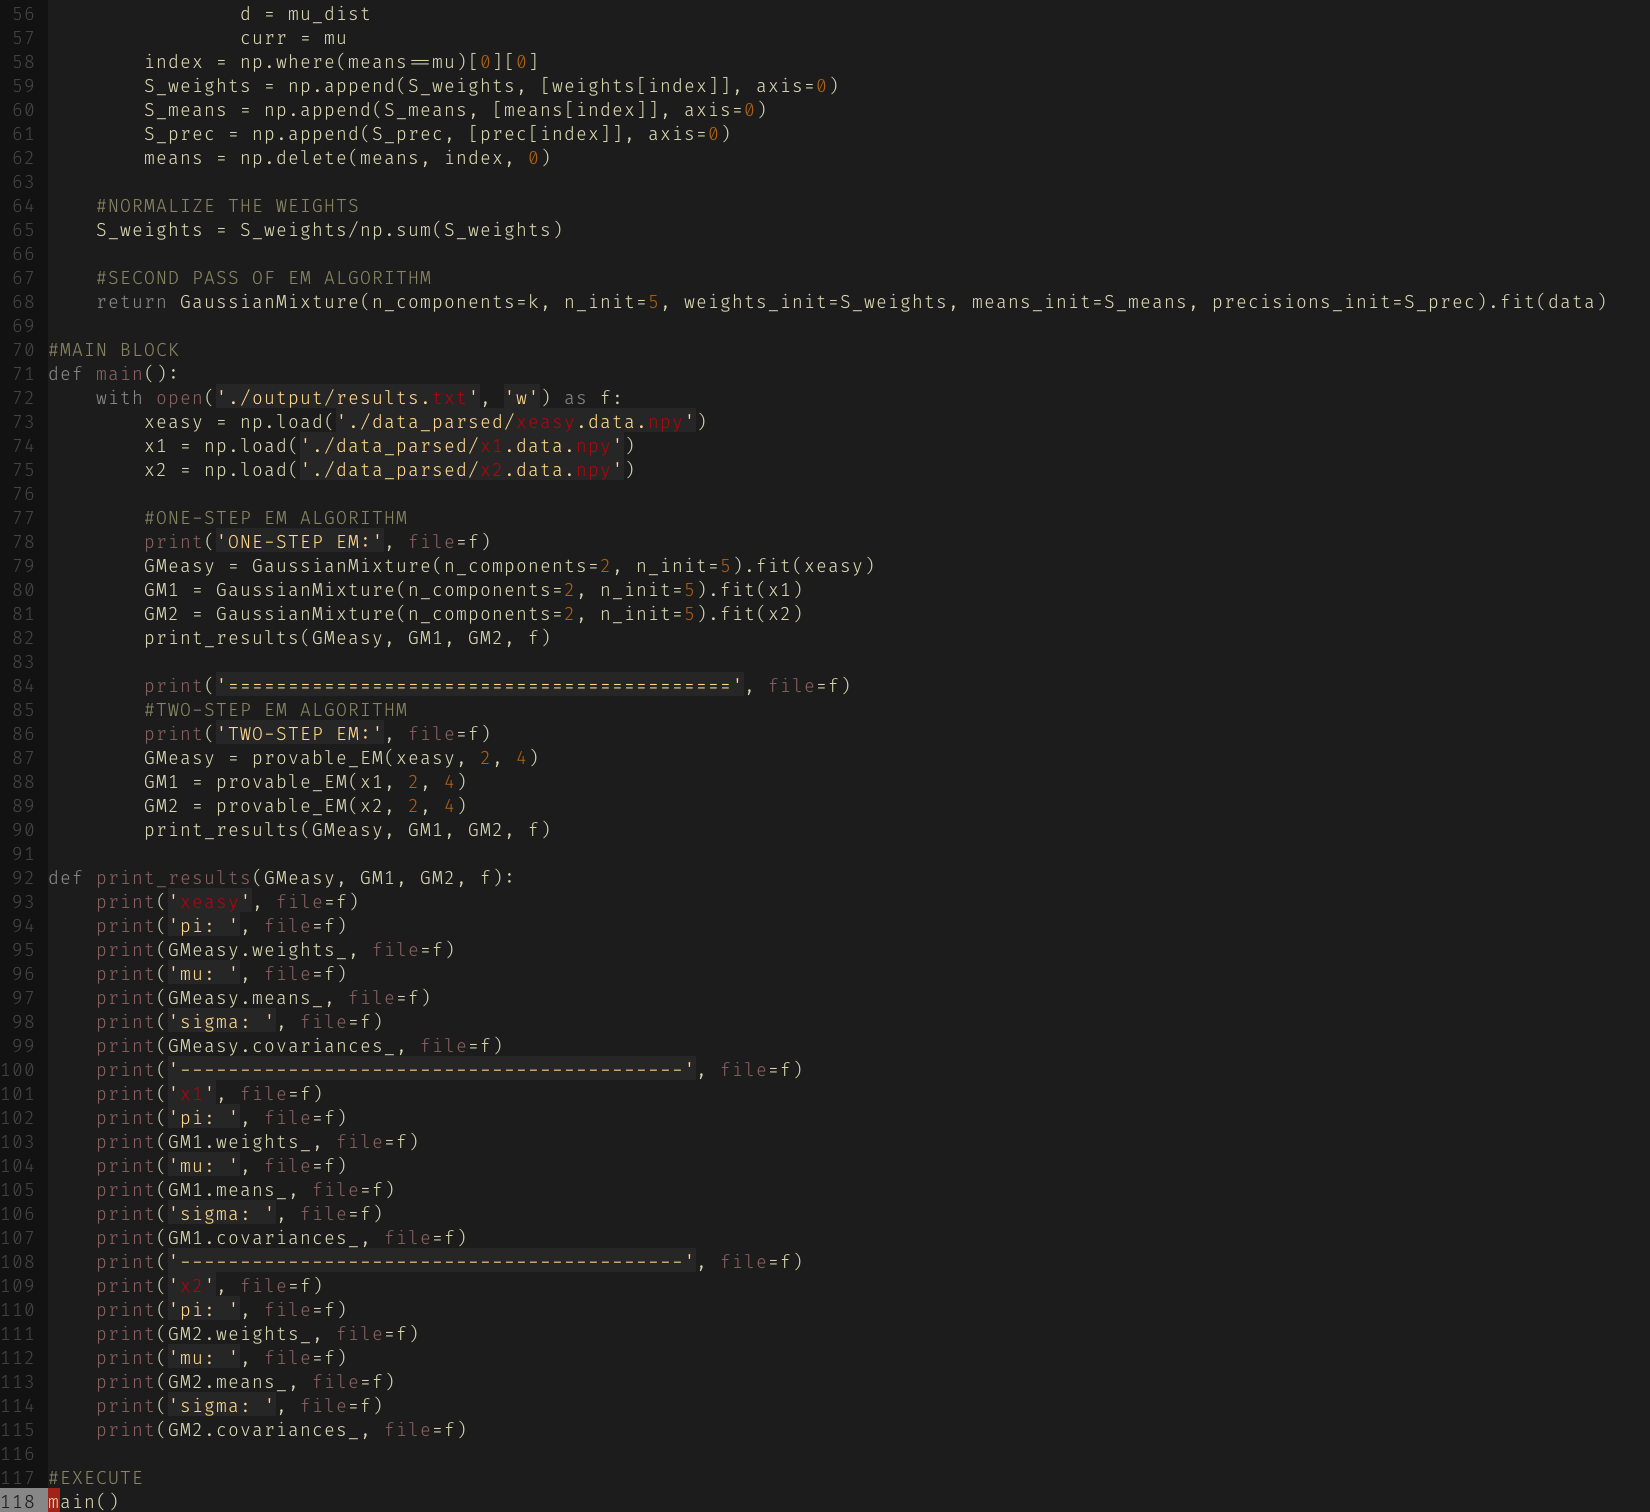 56                 d = mu_dist
57                 curr = mu
58         index = np.where(means==mu)[0][0]
59         S_weights = np.append(S_weights, [weights[index]], axis=0)
60         S_means = np.append(S_means, [means[index]], axis=0)
61         S_prec = np.append(S_prec, [prec[index]], axis=0)
62         means = np.delete(means, index, 0)
63
64     #NORMALIZE THE WEIGHTS
65     S_weights = S_weights/np.sum(S_weights)
66
67     #SECOND PASS OF EM ALGORITHM
68     return GaussianMixture(n_components=k, n_init=5, weights_init=S_weights, means_init=S_means, precisions_init=S_prec).fit(data)
69
70 #MAIN BLOCK
71 def main():
72     with open('./output/results.txt', 'w') as f:
73         xeasy = np.load('./data_parsed/xeasy.data.npy')
74         x1 = np.load('./data_parsed/x1.data.npy')
75         x2 = np.load('./data_parsed/x2.data.npy')
76
77         #ONE-STEP EM ALGORITHM
78         print('ONE-STEP EM:', file=f)
79         GMeasy = GaussianMixture(n_components=2, n_init=5).fit(xeasy)
80         GM1 = GaussianMixture(n_components=2, n_init=5).fit(x1)
81         GM2 = GaussianMixture(n_components=2, n_init=5).fit(x2)
82         print_results(GMeasy, GM1, GM2, f)
83
84         print('==========================================', file=f)
85         #TWO-STEP EM ALGORITHM
86         print('TWO-STEP EM:', file=f)
87         GMeasy = provable_EM(xeasy, 2, 4)
88         GM1 = provable_EM(x1, 2, 4)
89         GM2 = provable_EM(x2, 2, 4)
90         print_results(GMeasy, GM1, GM2, f)
91
92 def print_results(GMeasy, GM1, GM2, f):
93     print('xeasy', file=f)
94     print('pi: ', file=f)
95     print(GMeasy.weights_, file=f)
96     print('mu: ', file=f)
97     print(GMeasy.means_, file=f)
98     print('sigma: ', file=f)
99     print(GMeasy.covariances_, file=f)
100     print('------------------------------------------', file=f)
101     print('x1', file=f)
102     print('pi: ', file=f)
103     print(GM1.weights_, file=f)
104     print('mu: ', file=f)
105     print(GM1.means_, file=f)
106     print('sigma: ', file=f)
107     print(GM1.covariances_, file=f)
108     print('------------------------------------------', file=f)
109     print('x2', file=f)
110     print('pi: ', file=f)
111     print(GM2.weights_, file=f)
112     print('mu: ', file=f)
113     print(GM2.means_, file=f)
114     print('sigma: ', file=f)
115     print(GM2.covariances_, file=f)
116
117 #EXECUTE
118 main()